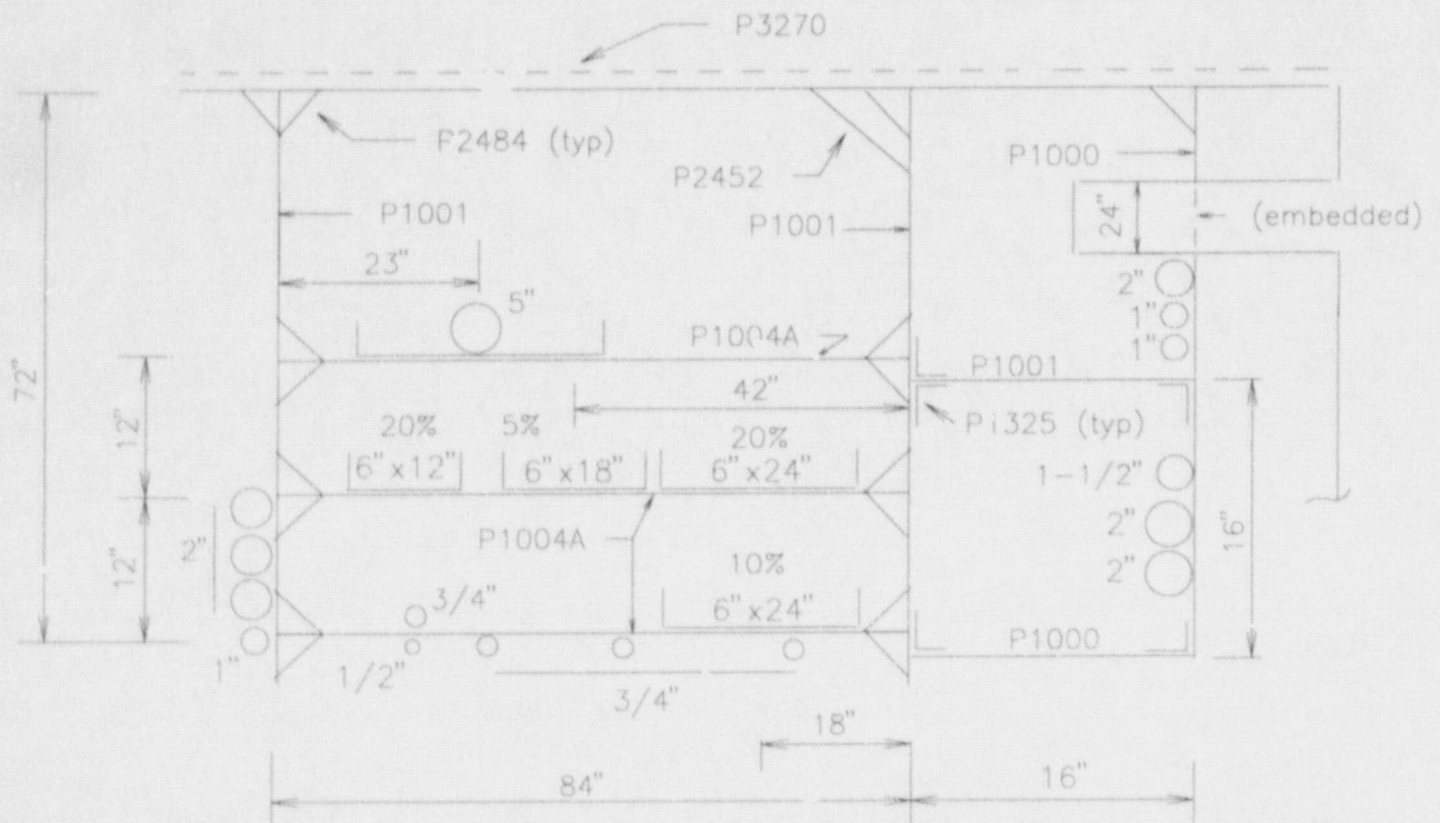 P3270
P2484 (typ)
P2452
P1000
P1001
P1001
24"
(embedded)
23"
5"
2"
1"
1"
P1004A
P1001
72"
12"
42"
20%
5%
20%
Pi325 (typ)
6"x12"
6"x18"
6"x24"
1-1/2"
2"
P1004A
2"
16"
12"
10%
2"
3/4"
6"x24"
P1000
1"
1/2"
3/4"
18"
84"
16"